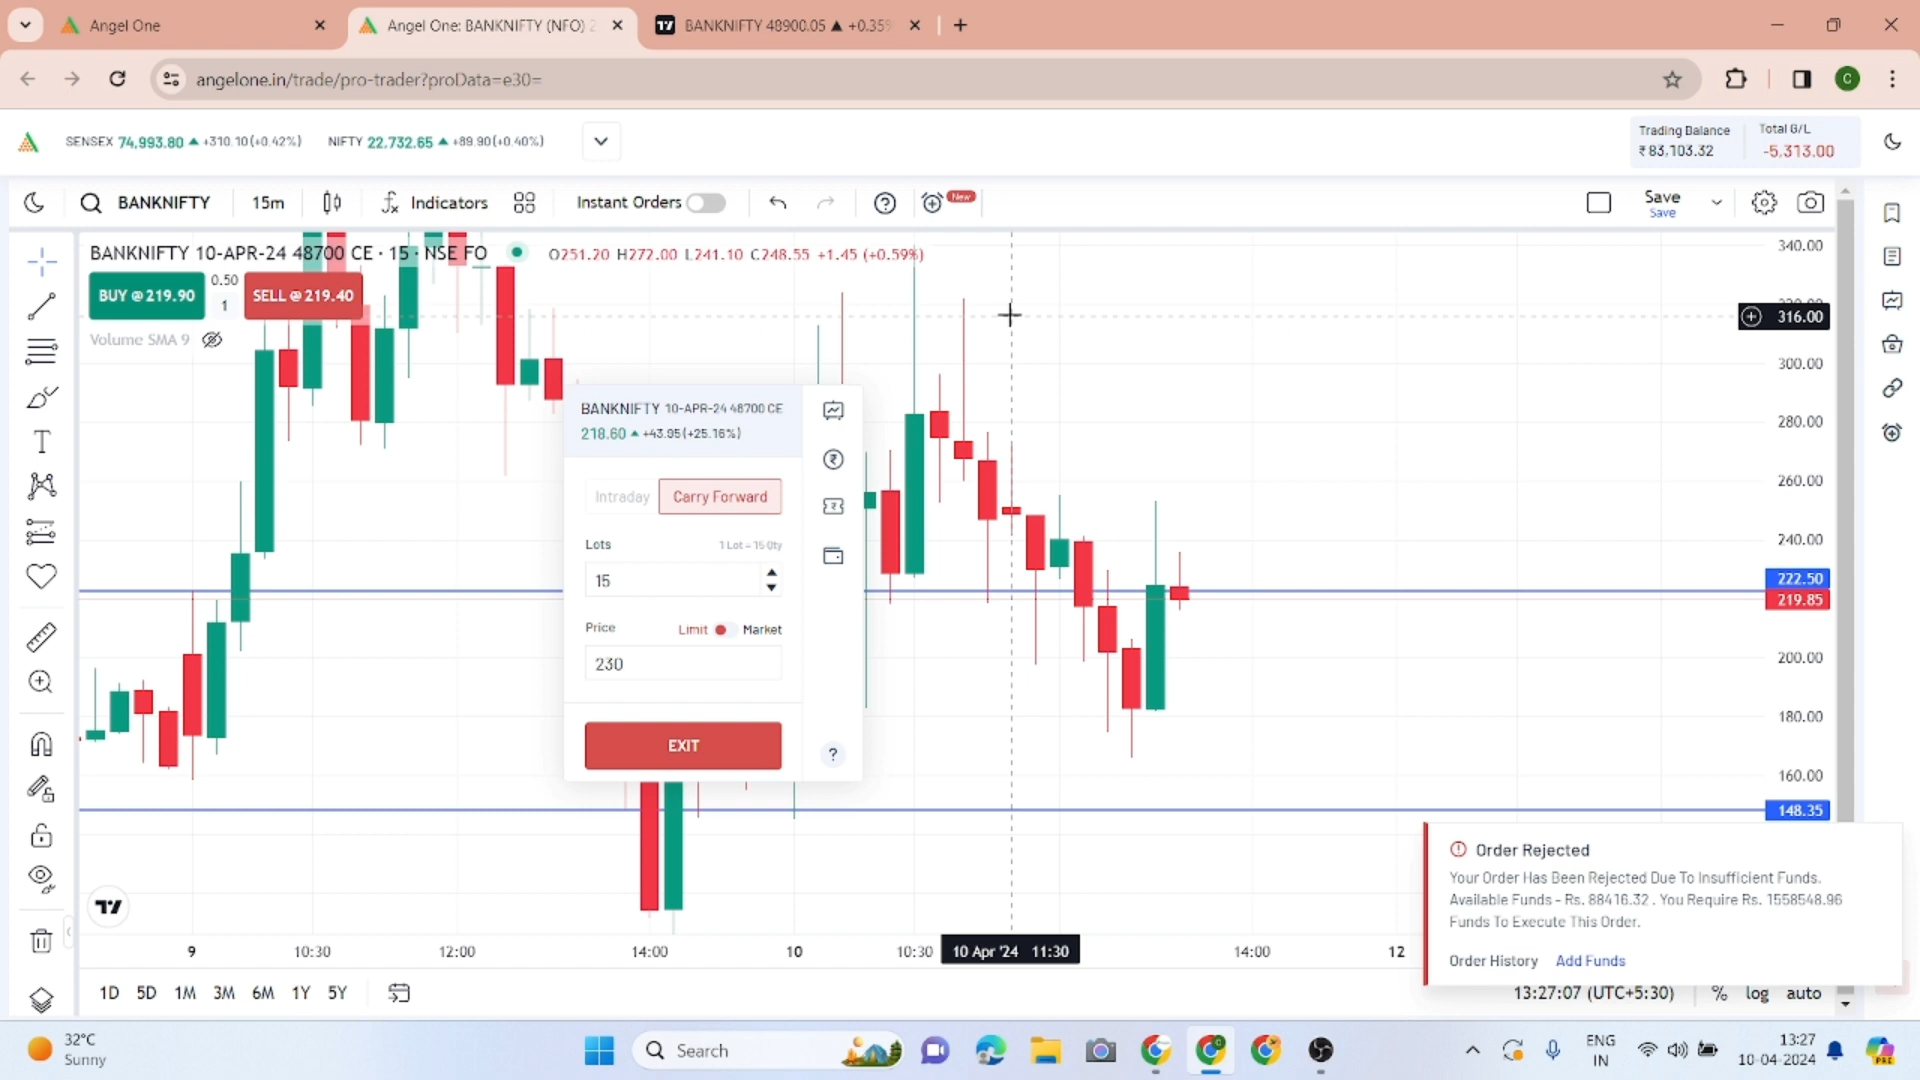 Angel One
Angel One: BANKNIFTY (NFO)
BANKNIFTY 48900.05 ▲ +0.35%
angelone.in/trade/pro-trader?proData=e30=
SENSEX 74,993.80 ▲ +310.10(+0.42%)
NIFTY 22,732.65 ▲ +89.90(+0.40%)
Trading Balance
₹ 83,103.32
Total G/L
-5,313.00
BANKNIFTY
15m
Indicators
Instant Orders
New
Save
Save
BANKNIFTY 10-APR-24 48700 CE · 15 · NSE FO
O251.20 H272.00 L241.10 C248.55 +1.45 (+0.59%)
BUY @ 219.90
0.50
1
SELL @ 219.40
Volume SMA 9
340.00
316.00
300.00
280.00
260.00
240.00
222.50
219.85
200.00
180.00
160.00
148.35
BANKNIFTY 10-APR-24 48700 CE
218.60 ▲ +43.95(+25.16%)
Intraday
Carry Forward
Lots
1 Lot = 15 Qty
15
Price
Limit
Market
230
EXIT
?
Order Rejected
Your Order Has Been Rejected Due To Insufficient Funds.
Available Funds - Rs. 88416.32 . You Require Rs. 1558548.96
Funds To Execute This Order.
Order History
Add Funds
9
10:30
12:00
14:00
10
10:30
10 Apr '24 11:30
14:00
12
1D 5D 1M 3M 6M 1Y 5Y
13:27:07 (UTC+5:30)
%
log
auto
32°C
Sunny
Search
ENG
IN
13:27
10-04-2024
PRE
C